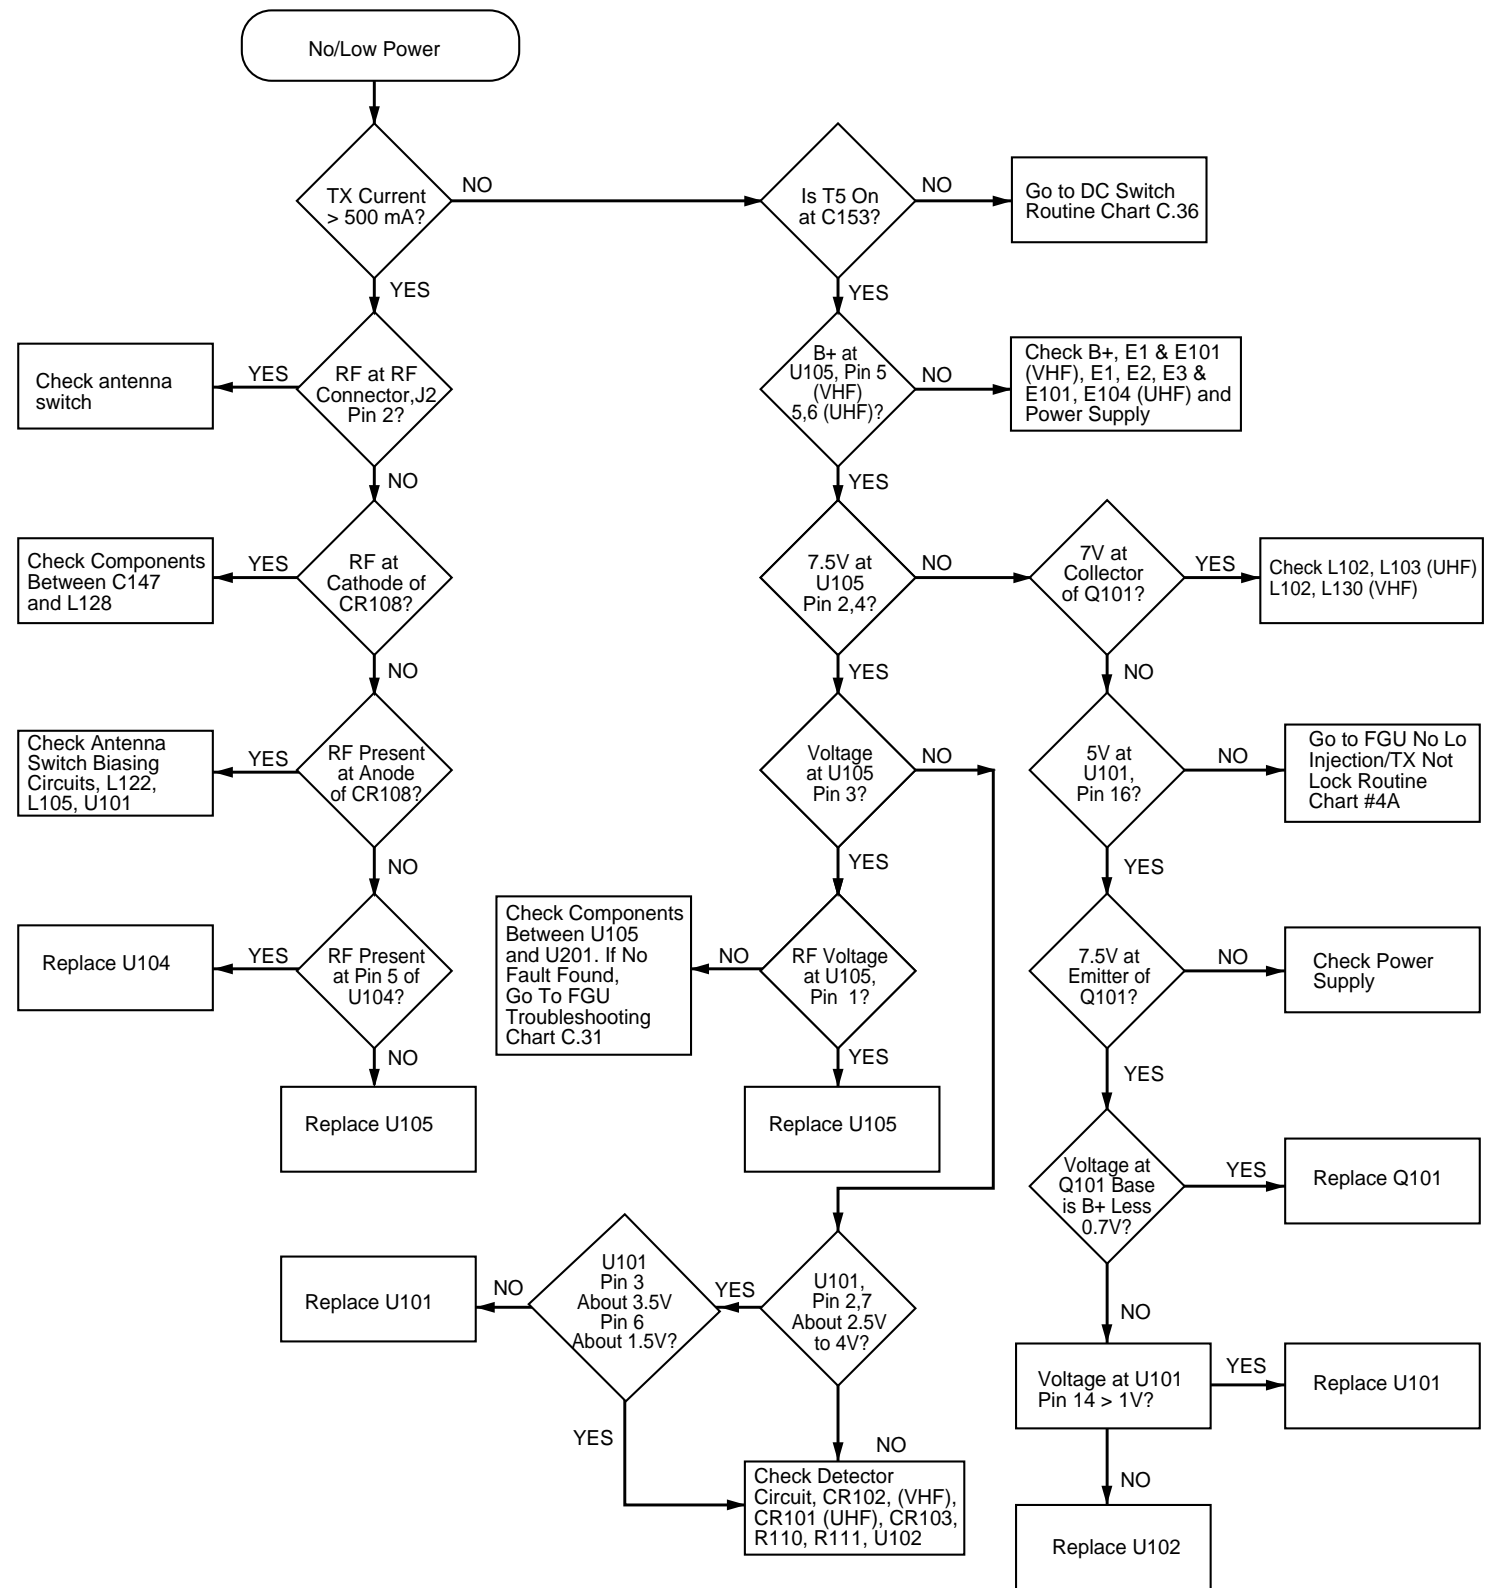 No/Low Power
TX Current
> 500 mA?
NO
YES
Is T5 On
at C153?
NO
YES
Go to DC Switch
Routine Chart C.36
RF at RF
Connector,J2
Pin 2?
YES
NO
Check antenna
switch
B+ at
U105, Pin 5
(VHF)
5,6 (UHF)?
NO
YES
Check B+, E1 & E101
(VHF), E1, E2, E3 &
E101, E104 (UHF) and
Power Supply
RF at
Cathode of
CR108?
YES
NO
Check Components
Between C147
and L128
7.5V at
U105
Pin 2,4?
NO
YES
7V at
Collector
of Q101?
YES
NO
Check L102, L103 (UHF)
L102, L130 (VHF)
RF Present
at Anode
of CR108?
YES
NO
Check Antenna
Switch Biasing
Circuits, L122,
L105, U101
Voltage
at U105
Pin 3?
NO
YES
5V at
U101,
Pin 16?
NO
YES
Go to FGU No Lo
Injection/TX Not
Lock Routine
Chart #4A
RF Present
at Pin 5 of
U104?
YES
NO
Replace U104
Replace U105
Check Components
Between U105
and U201. If No
Fault Found,
Go To FGU
Troubleshooting
Chart C.31
NO
RF Voltage
at U105,
Pin 1?
YES
Replace U105
7.5V at
Emitter of
Q101?
NO
YES
Check Power
Supply
Voltage at
Q101 Base
is B+ Less
0.7V?
YES
NO
Replace Q101
Replace U101
NO
U101
Pin 3
About 3.5V
Pin 6
About 1.5V?
YES
YES
U101,
Pin 2,7
About 2.5V
to 4V?
NO
Check Detector
Circuit, CR102, (VHF),
CR101 (UHF), CR103,
R110, R111, U102
Voltage at U101
Pin 14 > 1V?
YES
NO
Replace U101
Replace U102